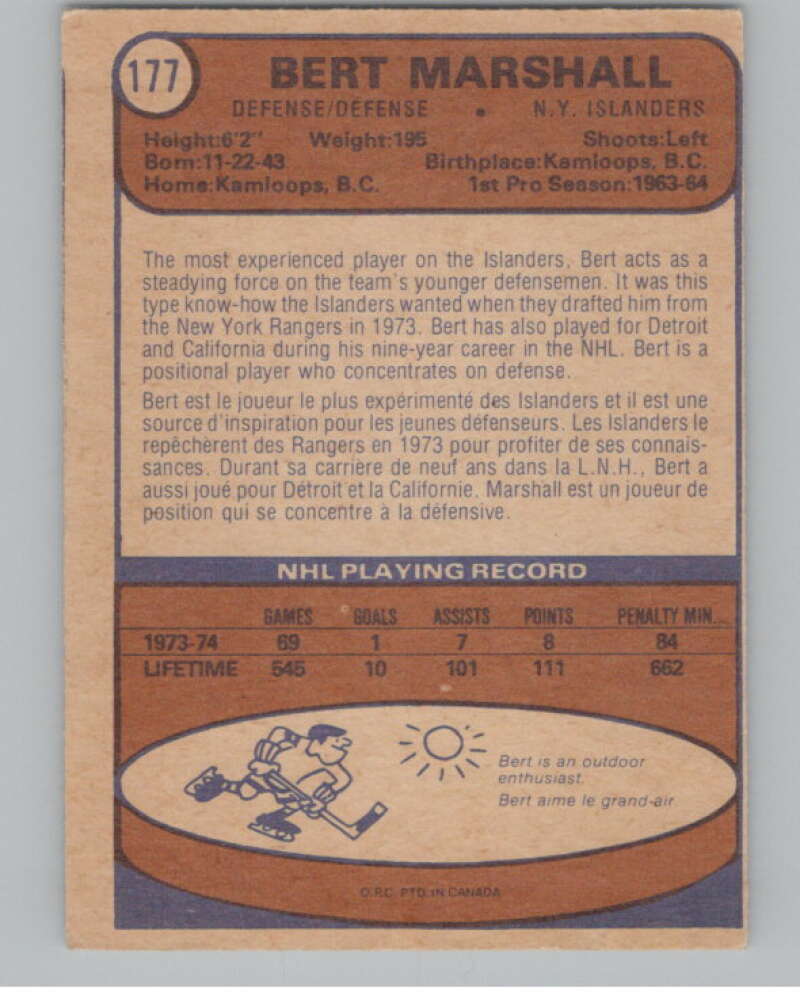 177
BERT MARSHALL
DEFENSE/DÉFENSE • N.Y. ISLANDERS
Height:6'2" Weight:195 Shoots:Left
Born:11-22-43 Birthplace:Kamloops, B.C.
Home:Kamloops, B.C. 1st Pro Season:1963-64
The most experienced player on the Islanders, Bert acts as a
steadying force on the team's younger defensemen. It was this
type know-how the Islanders wanted when they drafted him from
the New York Rangers in 1973. Bert has also played for Detroit
and California during his nine-year career in the NHL. Bert is a
positional player who concentrates on defense.
Bert est le joueur le plus expérimenté des Islanders et il est une
source d'inspiration pour les jeunes défenseurs. Les Islanders le
repêchèrent des Rangers en 1973 pour profiter de ses connais-
sances. Durant sa carrière de neuf ans dans la L.N.H., Bert a
aussi joué pour Détroit et la Californie. Marshall est un joueur de
position qui se concentre à la défensive.
NHL PLAYING RECORD
GAMES GOALS ASSISTS POINTS PENALTY MIN.
1973-74 69 1 7 8 84
LIFETIME 545 10 101 111 662
Bert is an outdoor
enthusiast.
Bert aime le grand-air
O.P.C. PTD. IN CANADA